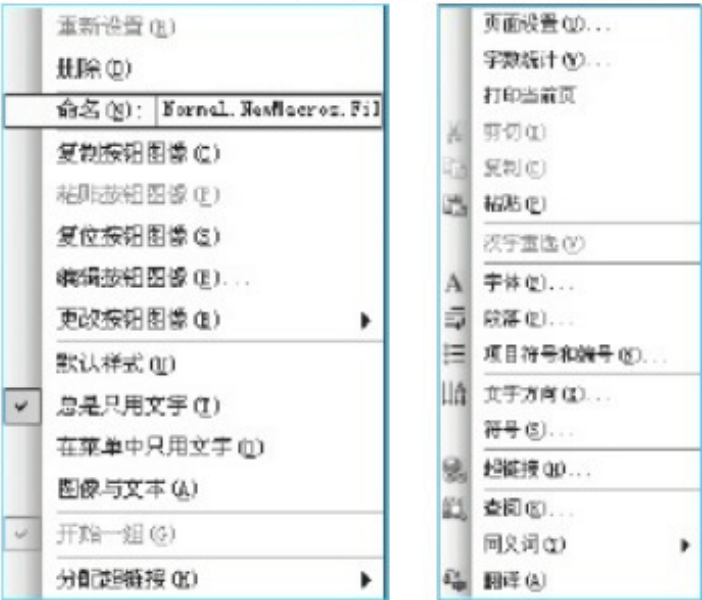 重新设置(R)
删除(D)
命名(N): Normal.NewMacros.Fil
复制按钮图像(C)
粘贴按钮图像(P)
复位按钮图像(S)
编辑按钮图像(E)...
更改按钮图像(B)
默认样式(U)
总是只用文字(T)
在菜单中只用文字(O)
图像与文本(A)
开始一组(G)
分配超链接(K)
页面设置(U)...
字数统计(W)...
打印当前页
剪切(T)
复制(C)
粘贴(P)
汉字重选(V)
字体(F)...
段落(P)...
项目符号和编号(N)...
文字方向(X)...
符号(S)...
超链接(H)...
查阅(K)...
同义词(Y)
翻译(A)